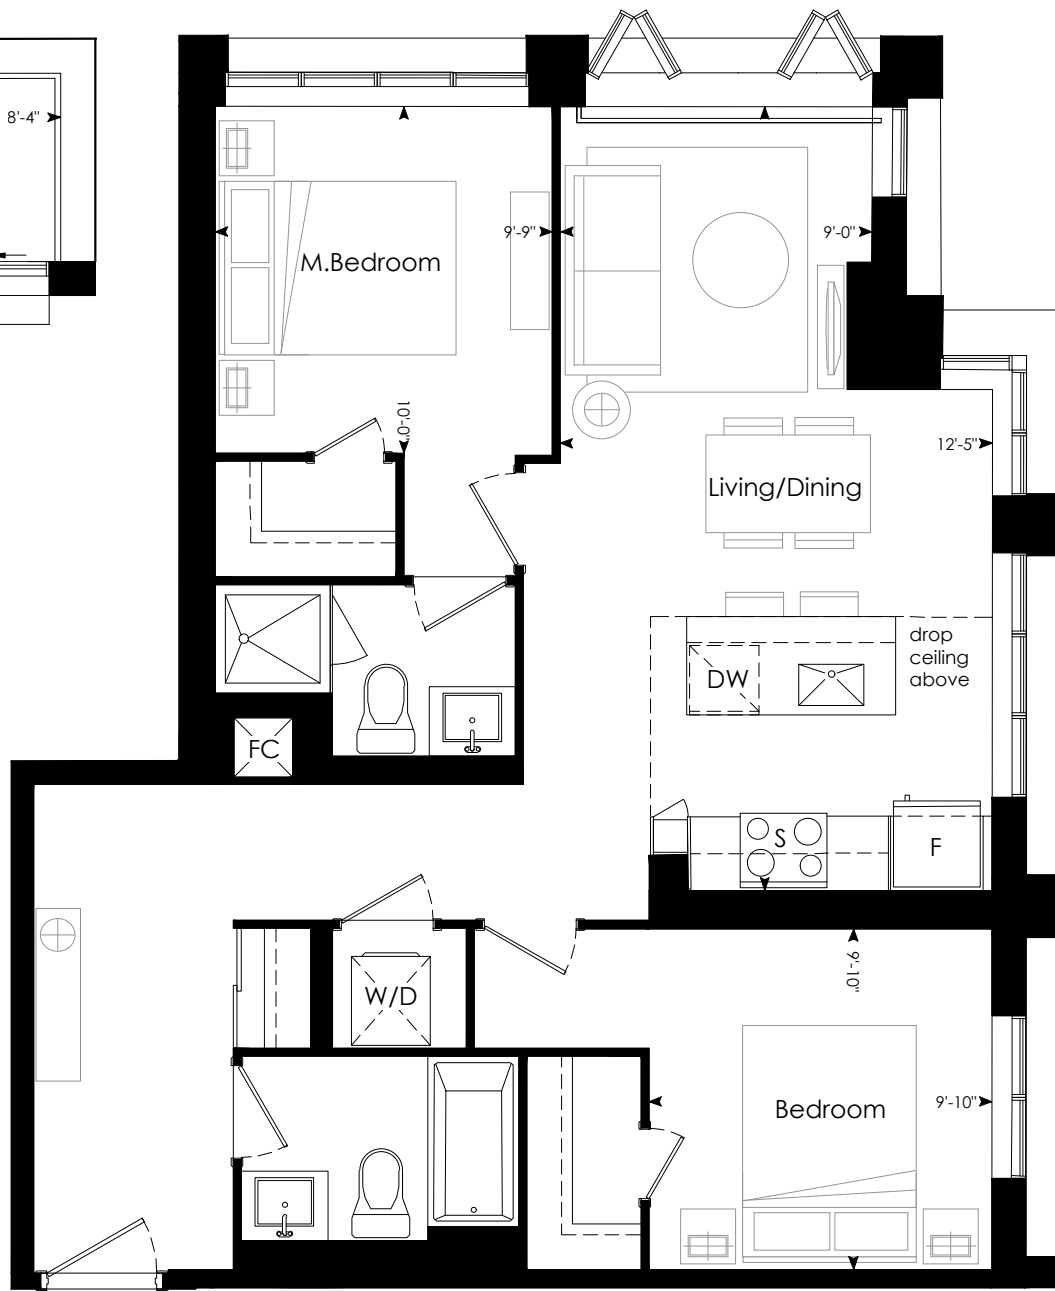 8'-4"
M.Bedroom
9'-9"
9'-0"
10'-0"
12'-5"
Living/Dining
drop
ceiling
above
DW
FC
S
F
9'-10"
W/D
Bedroom
9'-10"